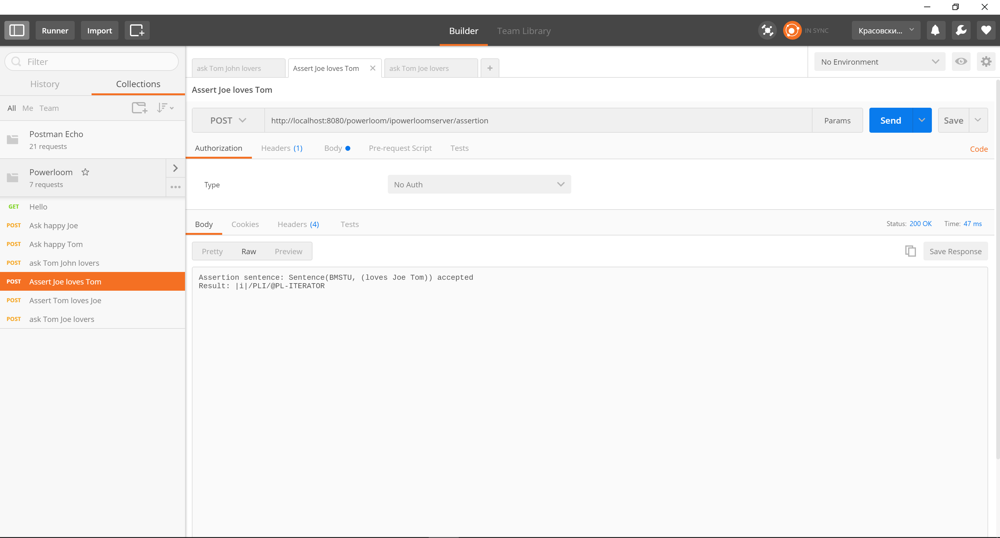 Runner Import Builder Team Library IN SYNC Красовски...
Filter
History Collections
All Me Team
Postman Echo
21 requests
Powerloom
7 requests
GET Hello
POST Ask happy Joe
POST Ask happy Tom
POST ask Tom John lovers
POST Assert Joe loves Tom
POST Assert Tom loves Joe
POST ask Tom Joe lovers
ask Tom John lovers Assert Joe loves Tom ask Tom Joe lovers +
No Environment
Assert Joe loves Tom
POST http://localhost:8080/powerloom/ipowerloomserver/assertion Params Send Save
Authorization Headers (1) Body Pre-request Script Tests Code
Type No Auth
Body Cookies Headers (4) Tests Status: 200 OK Time: 47 ms
Pretty Raw Preview Save Response
Assertion sentence: Sentence(BMSTU, (loves Joe Tom)) accepted
Result: |i|/PLI/@PL-ITERATOR